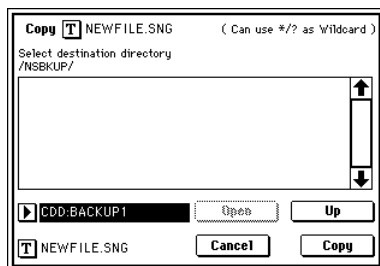 Copy T NEWFILE.SNG ( Can use */? as Wildcard )
Select destination directory
/NSBKUP/
CDD:BACKUP1 Open Up
T NEWFILE.SNG Cancel Copy